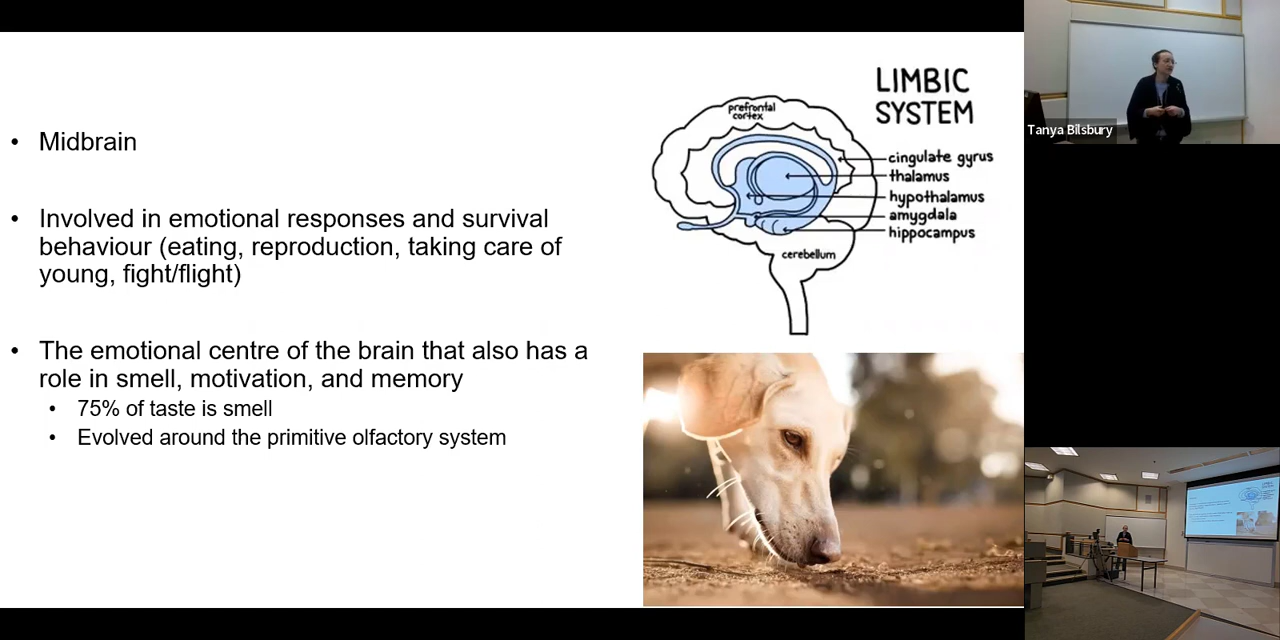 • Midbrain
• Involved in emotional responses and survival
behaviour (eating, reproduction, taking care of
young, fight/flight)
• The emotional centre of the brain that also has a
role in smell, motivation, and memory
• 75% of taste is smell
• Evolved around the primitive olfactory system
LIMBIC
SYSTEM
prefrontal
cortex
cingulate gyrus
thalamus
hypothalamus
amygdala
hippocampus
cerebellum
Tanya Bilsbury